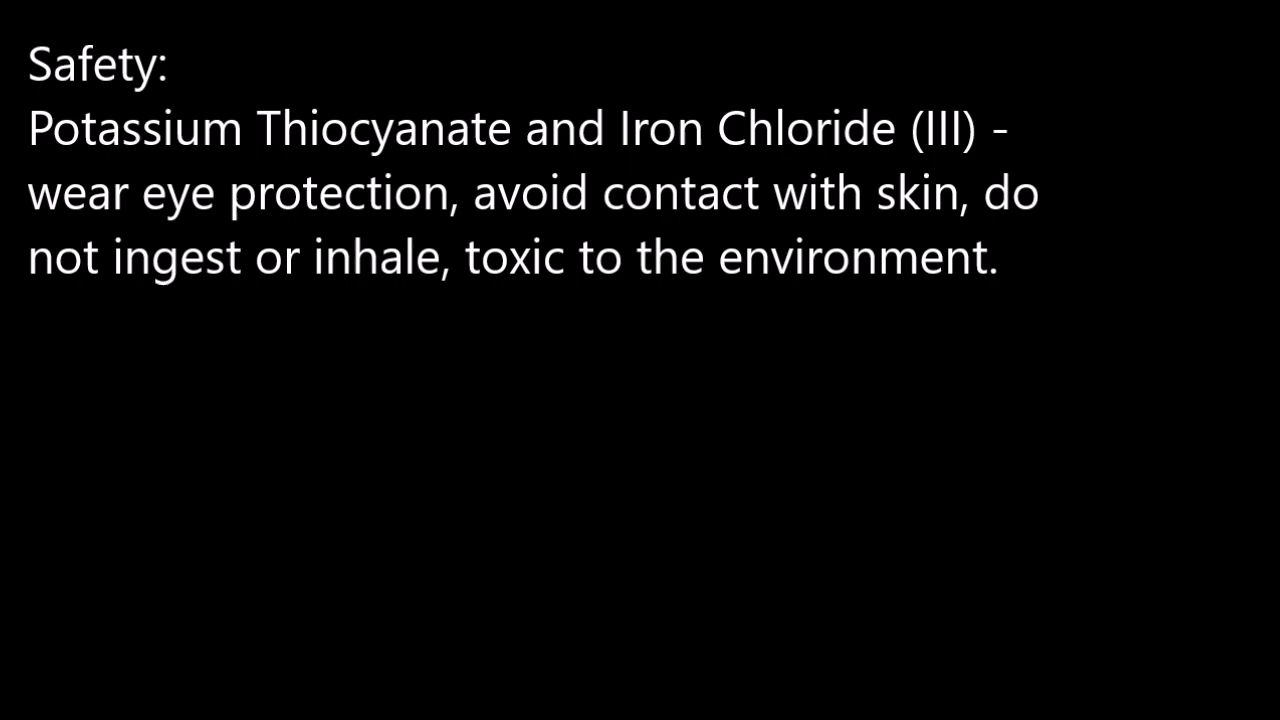 Safety:
Potassium Thiocyanate and Iron Chloride (III) -
wear eye protection, avoid contact with skin, do
not ingest or inhale, toxic to the environment.